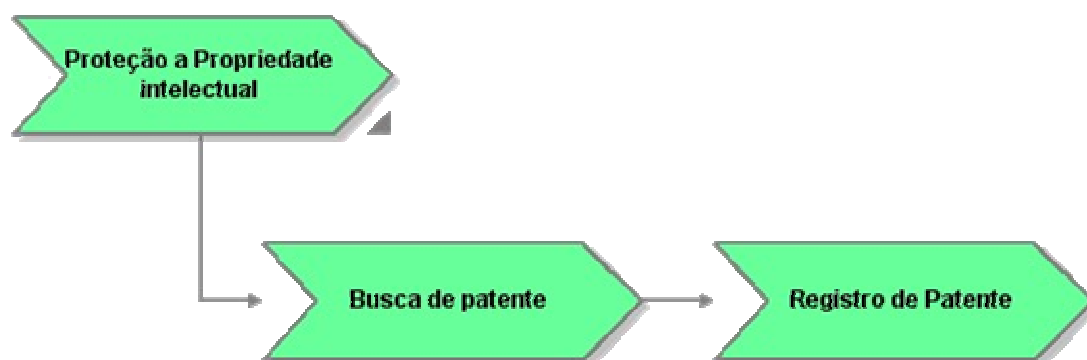 Proteção a Propriedade
intelectual
Busca de patente
Registro de Patente